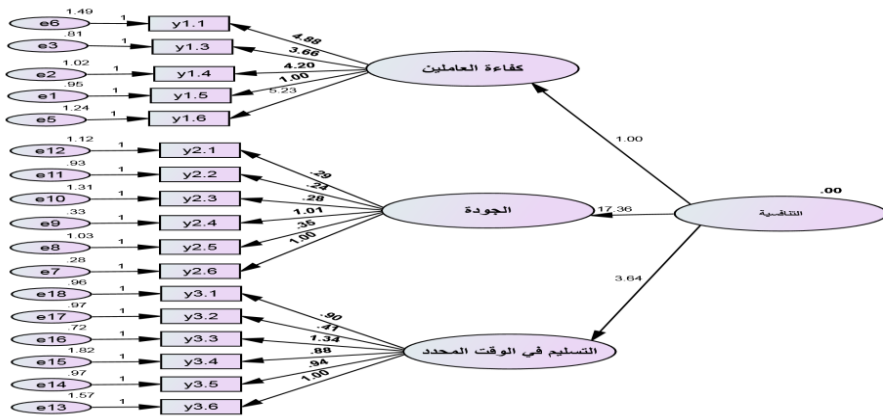 1.49
e6 1 y1.1 4.88
.81
e3 1 y1.3 3.66
1.02
e2 1 y1.4 4.20
.95
e1 1 y1.5 1.00
1.24
e5 1 y1.6 5.23
كفاءة العاملين
1.00
1.12
e12 1 y2.1 .29
.93
e11 1 y2.2 .24
1.31
e10 1 y2.3 .28
.33
e9 1 y2.4 1.01
1.03
e8 1 y2.5 .35
.28
e7 1 y2.6 1.00
الجودة
17.36
.00
التنافسية
3.64
.96
e18 1 y3.1 .90
.97
e17 1 y3.2 .41
.72
e16 1 y3.3 1.34
1.82
e15 1 y3.4 .88
.97
e14 1 y3.5 .94
1.57
e13 1 y3.6 1.00
التسليم في الوقت المحدد